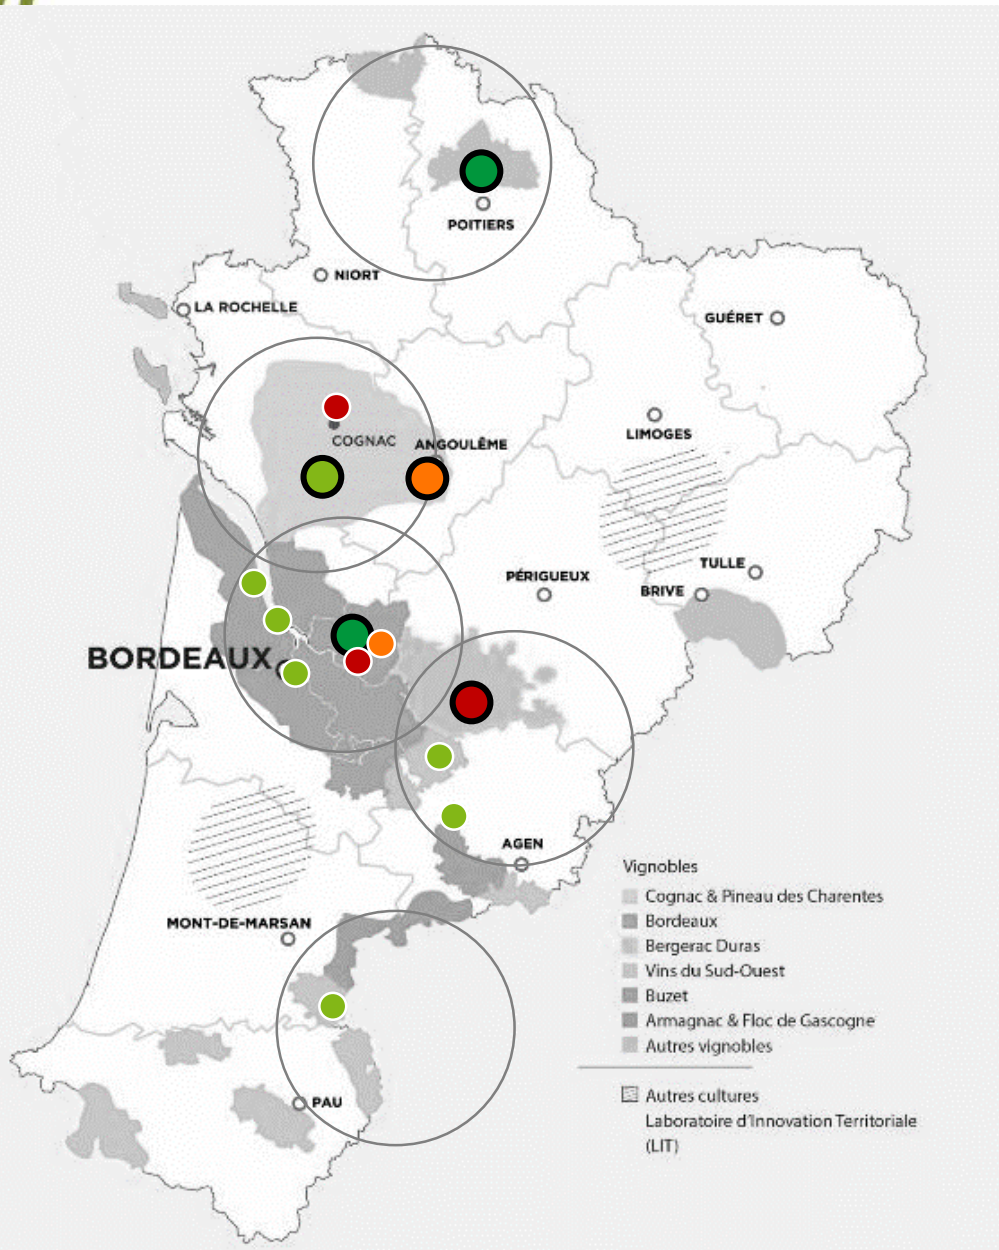 POITIERS
NIORT
LA ROCHELLE
GUÉRET
COGNAC
ANGOULÊME
LIMOGES
TULLE
PÉRIGUEUX
BRIVE
BORDEAUX
AGEN
MONT-DE-MARSAN
PAU
Vignobles
Cognac & Pineau des Charentes
Bordeaux
Bergerac Duras
Vins du Sud-Ouest
Buzet
Armagnac & Floc de Gascogne
Autres vignobles
Autres cultures
Laboratoire d'Innovation Territoriale
(LIT)